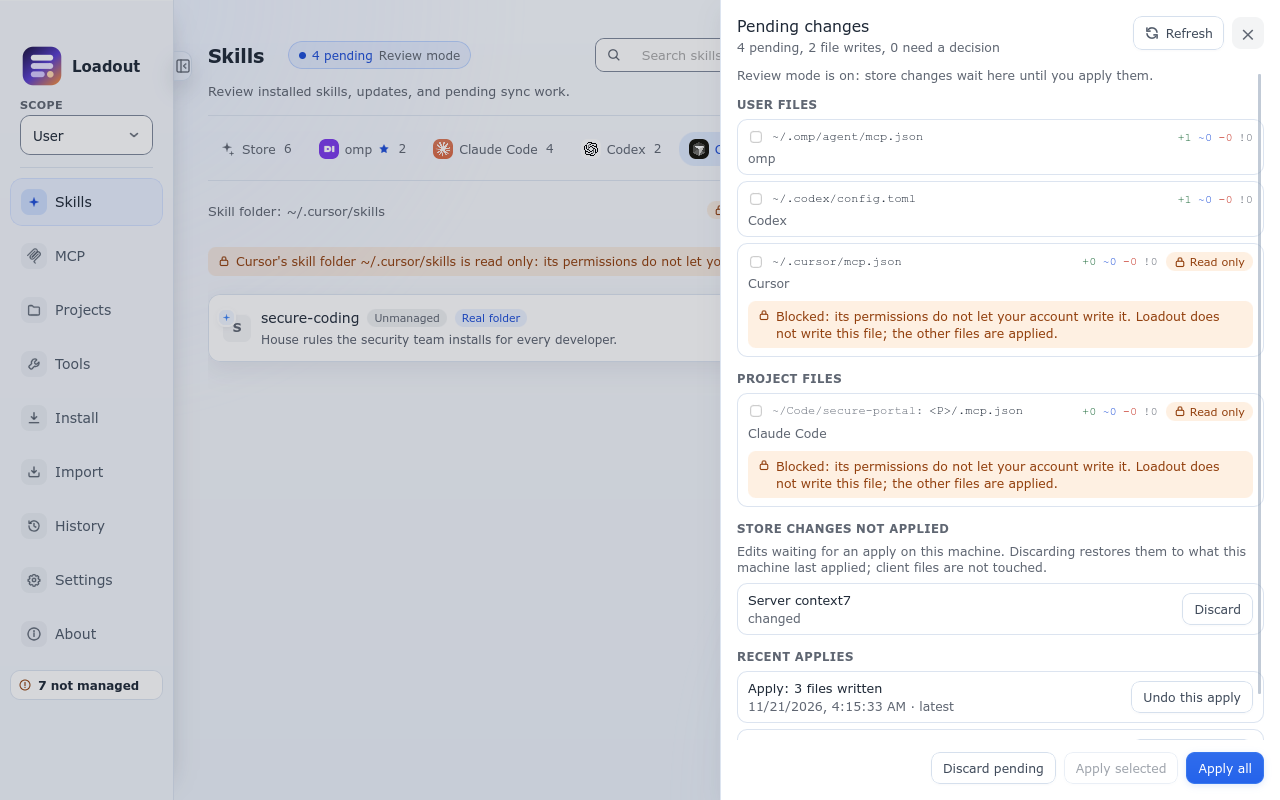 Loadout
SCOPE
User
Skills
MCP
Projects
Tools
Install
Import
History
Settings
About
7 not managed
Skills
4 pending Review mode
Search skills
Review installed skills, updates, and pending sync work.
Store 6
omp 2
Claude Code 4
Codex 2
Skill folder: ~/.cursor/skills
Cursor's skill folder ~/.cursor/skills is read only: its permissions do not let yo
S
secure-coding Unmanaged Real folder
House rules the security team installs for every developer.
Pending changes
4 pending, 2 file writes, 0 need a decision
Refresh
Review mode is on: store changes wait here until you apply them.
USER FILES
~/.omp/agent/mcp.json +1 ~0 −0 !0
omp
~/.codex/config.toml +1 ~0 −0 !0
Codex
~/.cursor/mcp.json +0 ~0 −0 !0 Read only
Cursor
Blocked: its permissions do not let your account write it. Loadout does
not write this file; the other files are applied.
PROJECT FILES
~/Code/secure-portal: <P>/.mcp.json +0 ~0 −0 !0 Read only
Claude Code
Blocked: its permissions do not let your account write it. Loadout does
not write this file; the other files are applied.
STORE CHANGES NOT APPLIED
Edits waiting for an apply on this machine. Discarding restores them to what this
machine last applied; client files are not touched.
Server context7
changed
Discard
RECENT APPLIES
Apply: 3 files written
11/21/2026, 4:15:33 AM · latest
Undo this apply
Discard pending
Apply selected
Apply all